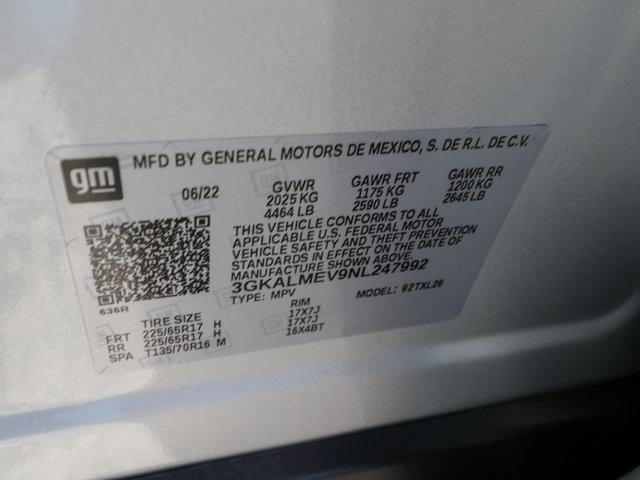 gm
MFD BY GENERAL MOTORS DE MEXICO, S. DE R.L. DE C.V.
06/22 GVWR GAWR FRT GAWR RR
2025 KG 1175 KG 1200 KG
4464 LB 2590 LB 2645 LB
THIS VEHICLE CONFORMS TO ALL
APPLICABLE U.S. FEDERAL MOTOR
VEHICLE SAFETY AND THEFT PREVENTION
STANDARDS IN EFFECT ON THE DATE OF
MANUFACTURE SHOWN ABOVE.
3GKALMEV9NL247992
TYPE: MPV MODEL: 92TXL26
636R
TIRE SIZE RIM
FRT 225/65R17 H 17X7J
RR 225/65R17 H 17X7J
SPA T135/70R16 M 16X4BT